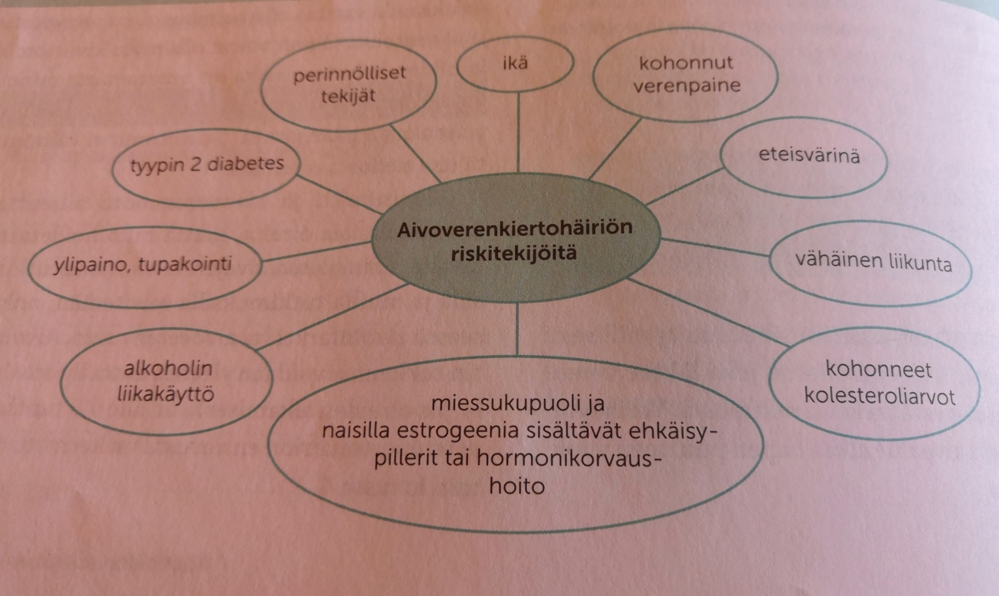 perinnölliset
tekijät
ikä
kohonnut
verenpaine
tyypin 2 diabetes
eteisvärinä
Aivoverenkiertohäiriön
riskitekijöitä
ylipaino, tupakointi
vähäinen liikunta
alkoholin
liikakäyttö
miessukupuoli ja
naisilla estrogeenia sisältävät ehkäisy-
pillerit tai hormonikorvaus-
hoito
kohonneet
kolesteroliarvot